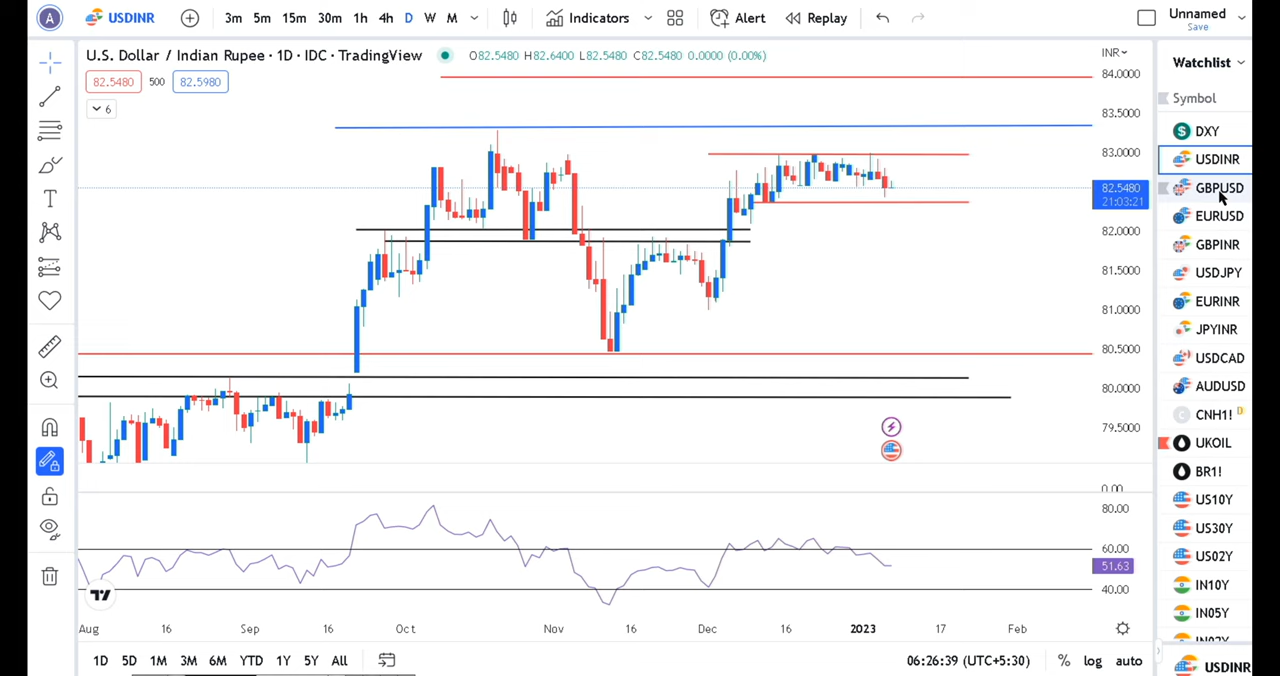 A
USDINR
3m 5m 15m 30m 1h 4h D W M
Indicators
Alert
Replay
Unnamed
Save
U.S. Dollar / Indian Rupee · 1D · IDC · TradingView
O82.5480 H82.6400 L82.5480 C82.5480 0.0000 (0.00%)
82.5480 500 82.5980
6
INR
84.0000
83.5000
83.0000
82.5480
21:03:21
82.0000
81.5000
81.0000
80.5000
80.0000
79.5000
0.00
80.00
60.00
51.63
40.00
Aug 16 Sep 16 Oct Nov 16 Dec 16 2023 17 Feb
1D 5D 1M 3M 6M YTD 1Y 5Y All
06:26:39 (UTC+5:30) % log auto
Watchlist
Symbol
DXY
USDINR
GBPUSD
EURUSD
GBPINR
USDJPY
EURINR
JPYINR
USDCAD
AUDUSD
CNH1! D
UKOIL
BR1!
US10Y
US30Y
US02Y
IN10Y
IN05Y
USDINR